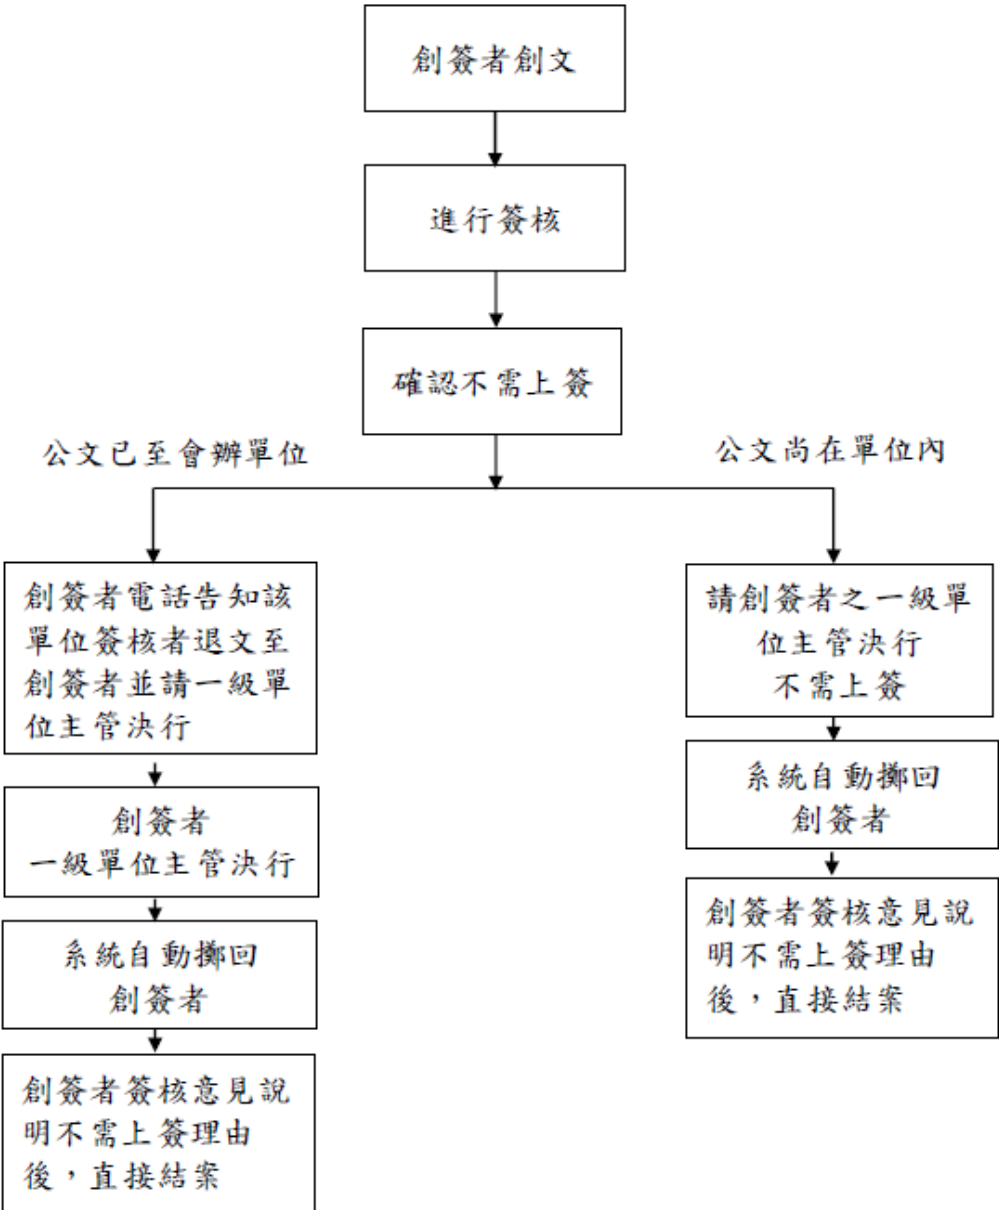 創簽者創文
進行簽核
確認不需上簽
公文已至會辦單位
公文尚在單位內
創簽者電話告知該
單位簽核者退文至
創簽者並請一級單
位主管決行
創簽者
一級單位主管決行
系統自動擲回
創簽者
創簽者簽核意見說
明不需上簽理由
後，直接結案
請創簽者之一級單
位主管決行
不需上簽
系統自動擲回
創簽者
創簽者簽核意見說
明不需上簽理由
後，直接結案